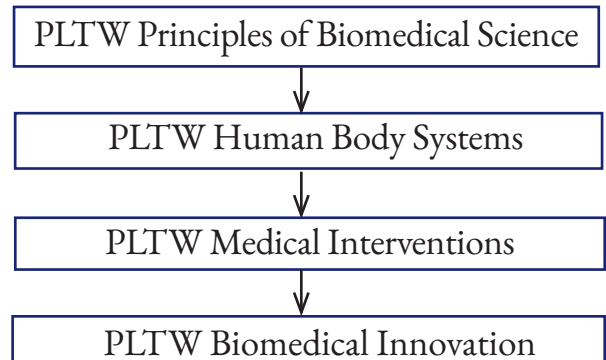 PLTW Principles of Biomedical Science
PLTW Human Body Systems
PLTW Medical Interventions
PLTW Biomedical Innovation